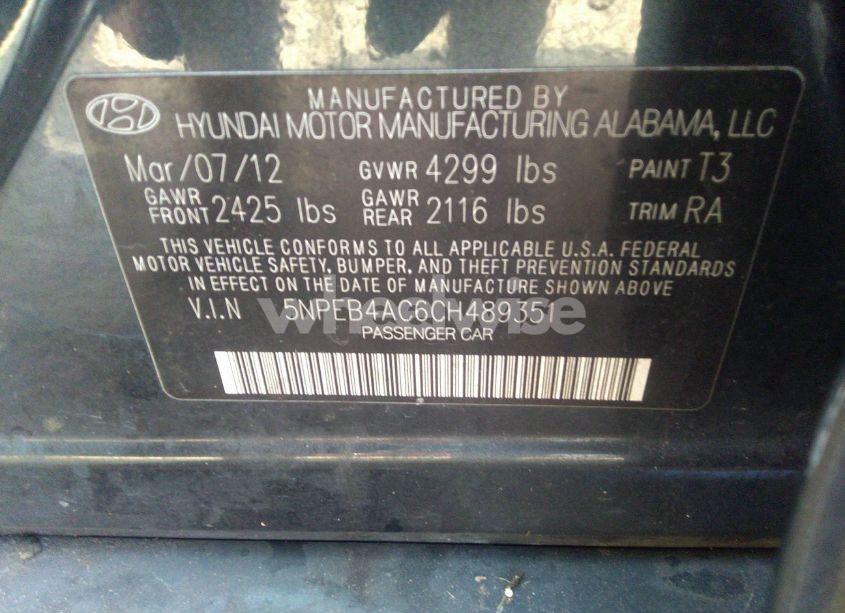 MANUFACTURED BY
HYUNDAI MOTOR MANUFACTURING ALABAMA, LLC
Mar/07/12 GVWR 4299 lbs PAINT T3
GAWR FRONT 2425 lbs GAWR REAR 2116 lbs TRIM RA
THIS VEHICLE CONFORMS TO ALL APPLICABLE U.S.A. FEDERAL
MOTOR VEHICLE SAFETY, BUMPER, AND THEFT PREVENTION STANDARDS
IN EFFECT ON THE DATE OF MANUFACTURE SHOWN ABOVE
V.I.N 5NPEB4AC6CH489351
wheelwise
PASSENGER CAR